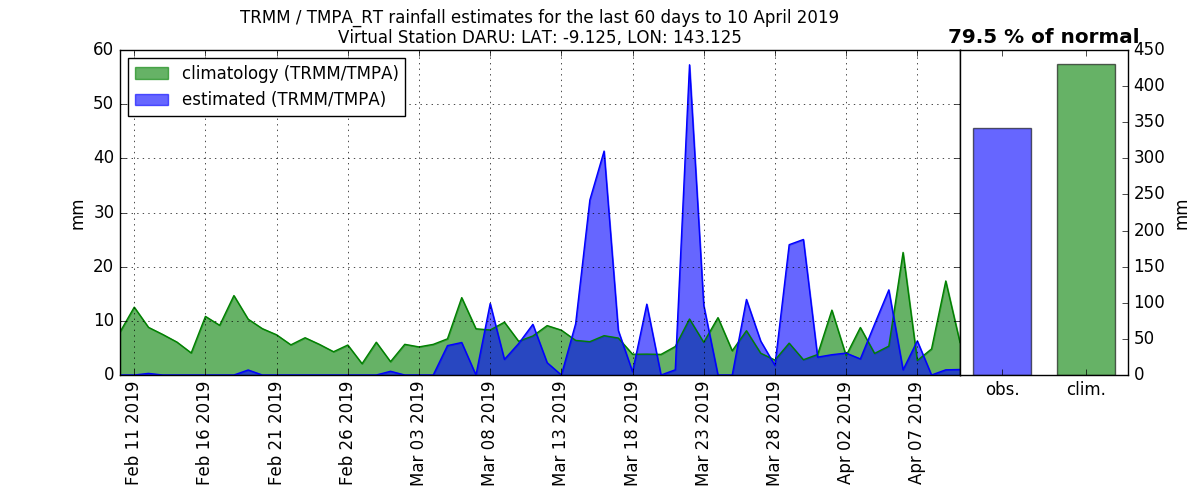 TRMM / TMPA_RT rainfall estimates for the last 60 days to 10 April 2019
Virtual Station DARU: LAT: -9.125, LON: 143.125
79.5 % of normal
climatology (TRMM/TMPA)
estimated (TRMM/TMPA)
60
50
40
30
20
10
0
mm
450
400
350
300
250
200
150
100
50
0
mm
Feb 11 2019
Feb 16 2019
Feb 21 2019
Feb 26 2019
Mar 03 2019
Mar 08 2019
Mar 13 2019
Mar 18 2019
Mar 23 2019
Mar 28 2019
Apr 02 2019
Apr 07 2019
obs.
clim.